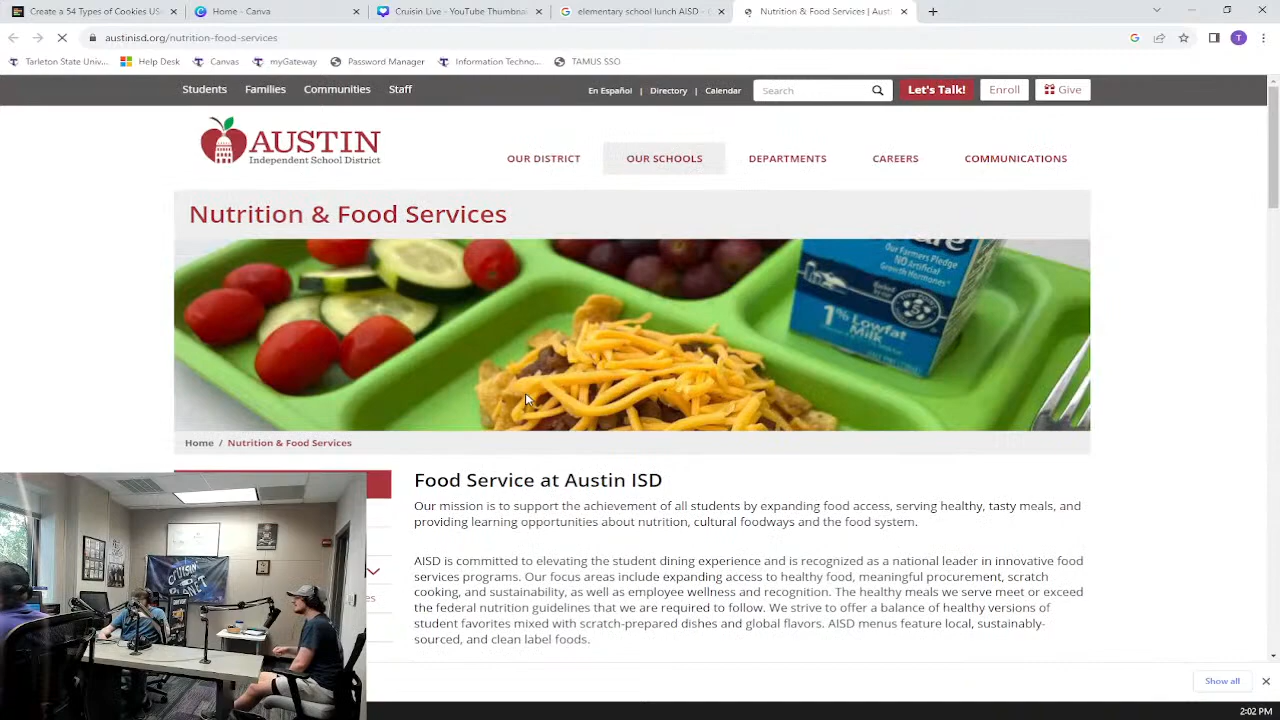 Create a 54 Types of Cookies US
Home - Canva
Cruisin Live - YouTube Thumbna
elementary school lunch AISD -
Nutrition & Food Services | Aust
austinisd.org/nutrition-food-services
T
Tarleton State Univ...
Help Desk
Canvas
myGateway
Password Manager
Information Techno...
TAMUS SSO
Students
Families
Communities
Staff
En Español | Directory | Calendar
Search
Let's Talk!
Enroll
Give
AUSTIN
Independent School District
OUR DISTRICT
OUR SCHOOLS
DEPARTMENTS
CAREERS
COMMUNICATIONS
Nutrition & Food Services
Our Farmers Pledge
NO Artificial
Growth Hormones
1% Lowfat
Milk
Home / Nutrition & Food Services
Food Service at Austin ISD
Our mission is to support the achievement of all students by expanding food access, serving healthy, tasty meals, and
providing learning opportunities about nutrition, cultural foodways and the food system.
AISD is committed to elevating the student dining experience and is recognized as a national leader in innovative food
services programs. Our focus areas include expanding access to healthy food, meaningful procurement, scratch
cooking, and sustainability, as well as employee wellness and recognition. The healthy meals we serve meet or exceed
the federal nutrition guidelines that we are required to follow. We strive to offer a balance of healthy versions of
student favorites mixed with scratch-prepared dishes and global flavors. AISD menus feature local, sustainably-
sourced, and clean label foods.
CRUISIN
Show all
2:02 PM